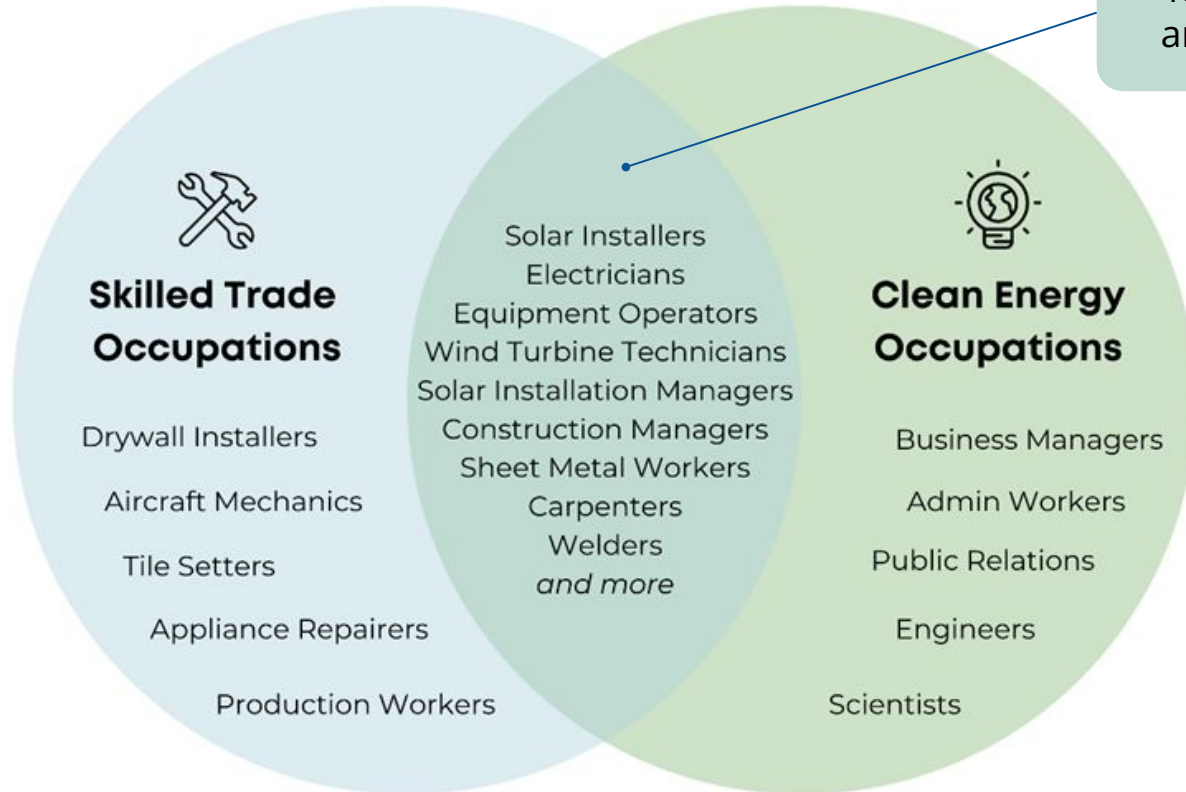 Skilled Trade
Occupations
Drywall Installers
Aircraft Mechanics
Tile Setters
Appliance Repairers
Production Workers
Solar Installers
Electricians
Equipment Operators
Wind Turbine Technicians
Solar Installation Managers
Construction Managers
Sheet Metal Workers
Carpenters
Welders
and more
Clean Energy
Occupations
Business Managers
Admin Workers
Public Relations
Engineers
Scientists